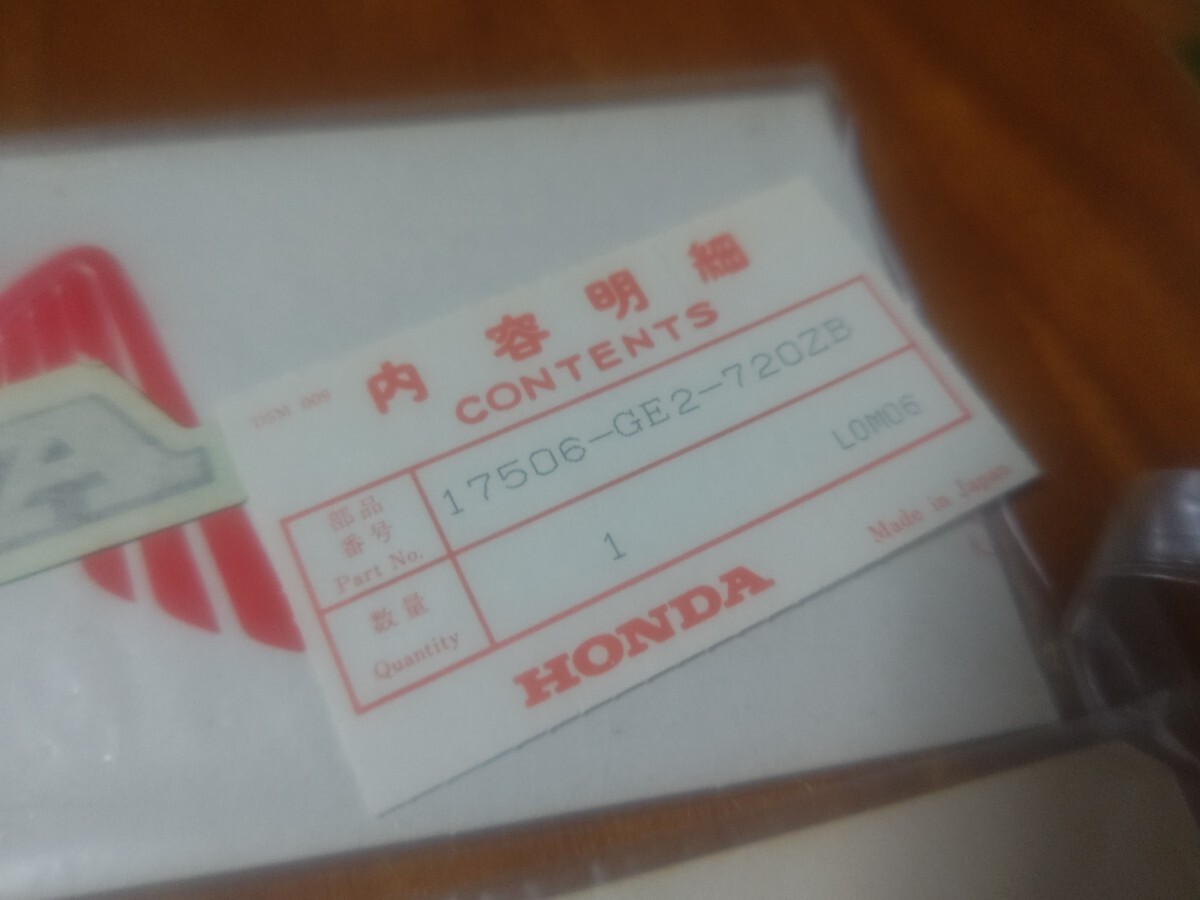 内容明細
CONTENTS
部品番号
Part No.
17506-GE2-720ZB
数量
Quantity
1
L0M06
HONDA
Made in Japan
A